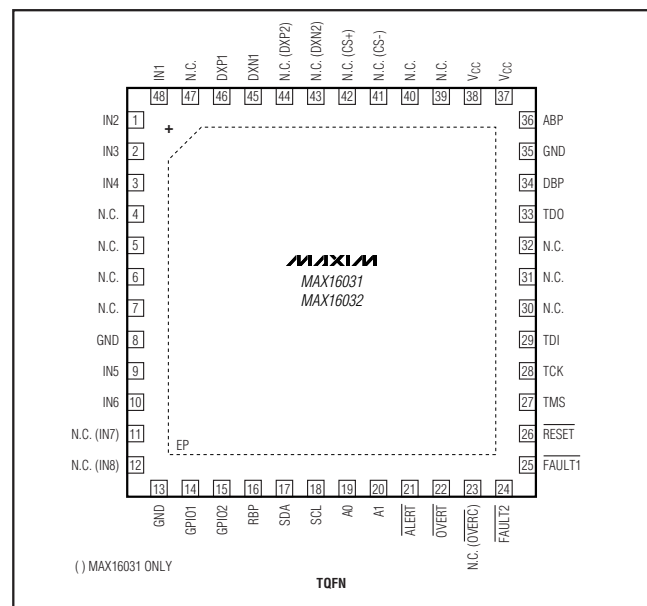 IN1
N.C.
DXP1
DXN1
N.C. (DXP2)
N.C. (DXN2)
N.C. (CS+)
N.C. (CS-)
N.C.
N.C.
VCC
VCC
48 47 46 45 44 43 42 41 40 39 38 37
IN2 1 36 ABP
+
IN3 2 35 GND
IN4 3 34 DBP
N.C. 4 33 TDO
N.C. 5 32 N.C.
MAXIM
N.C. 6 31 N.C.
MAX16031
MAX16032
N.C. 7 30 N.C.
GND 8 29 TDI
IN5 9 28 TCK
IN6 10 27 TMS
N.C. (IN7) 11 26 RESET
EP
N.C. (IN8) 12 25 FAULT1
13 14 15 16 17 18 19 20 21 22 23 24
GND
GPIO1
GPIO2
RBP
SDA
SCL
A0
A1
ALERT
OVERT
N.C. (OVERC)
FAULT2
( ) MAX16031 ONLY
TQFN